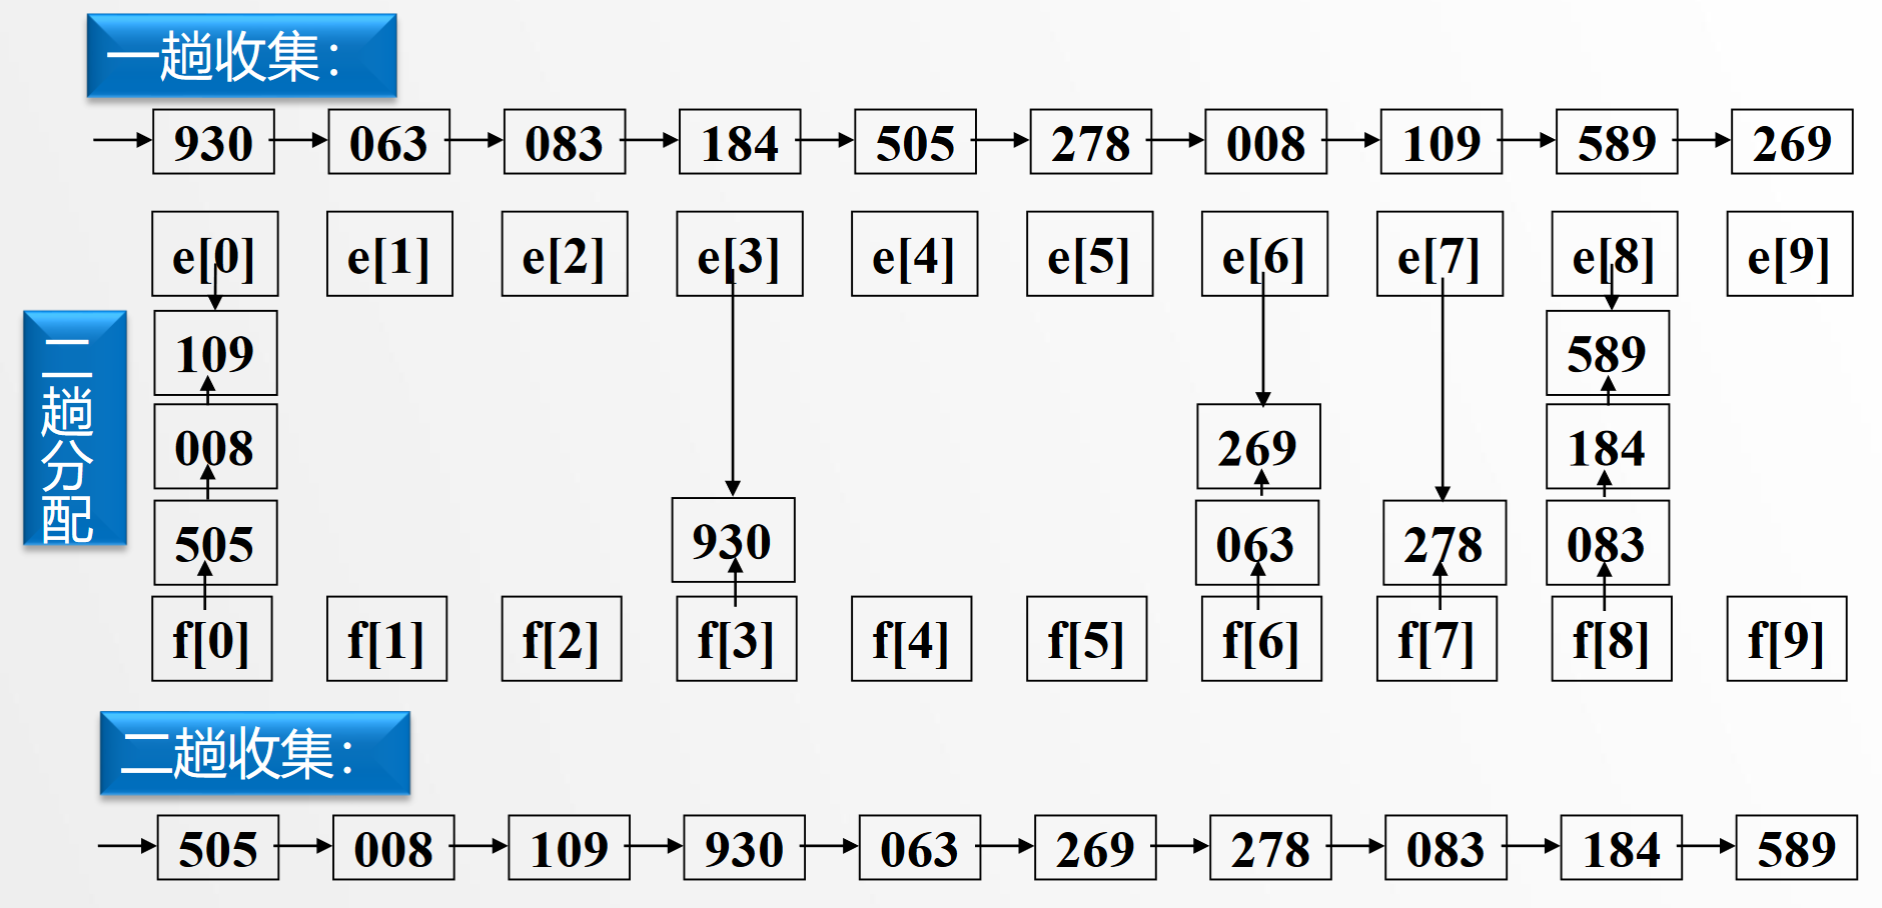 一趟收集：
930 063 083 184 505 278 008 109 589 269
e[0] e[1] e[2] e[3] e[4] e[5] e[6] e[7] e[8] e[9]
二趟分配
109 589
008 269 184
505 930 063 278 083
f[0] f[1] f[2] f[3] f[4] f[5] f[6] f[7] f[8] f[9]
二趟收集：
505 008 109 930 063 269 278 083 184 589